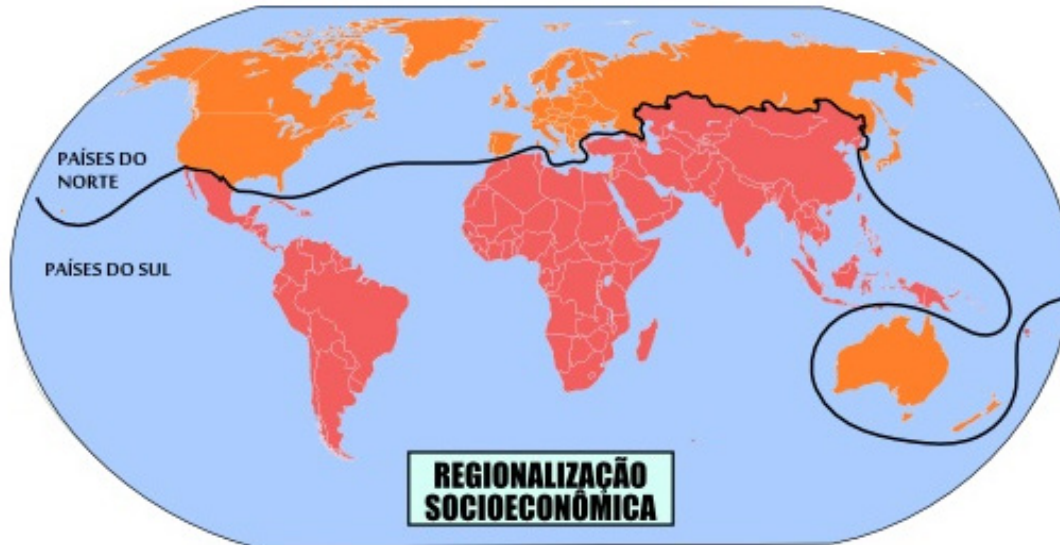 PAÍSES DO
NORTE
PAÍSES DO SUL
REGIONALIZAÇÃO
SOCIOECONÔMICA